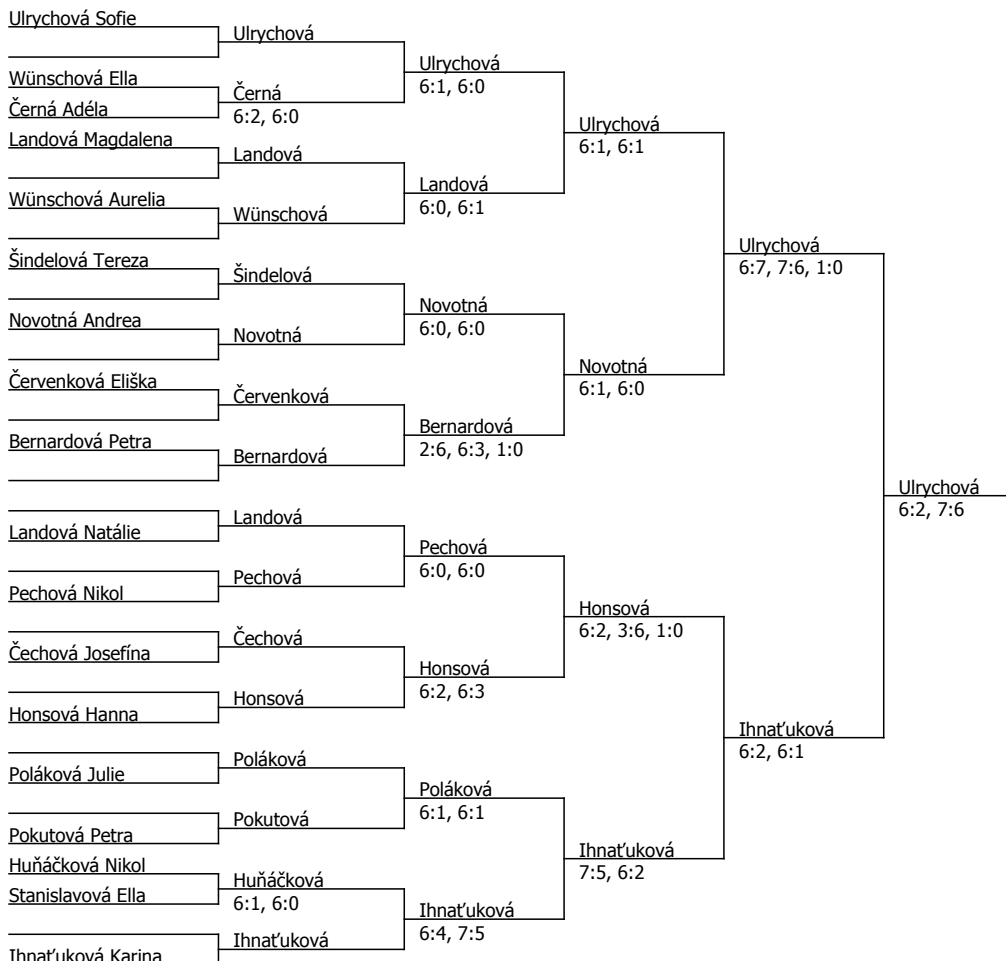 Ulrychová Sofie
Wünschová Ella
Černá Adéla
Landová Magdalena
Wünschová Aurelia
Šindelová Tereza
Novotná Andrea
Červenková Eliška
Bernardová Petra
Landová Natálie
Pechová Nikol
Čechová Josefína
Honsová Hanna
Poláková Julie
Pokutová Petra
Huňáčková Nikol
Stanislavová Ella
Ihnaťuková Karina
Ulrychová
Černá
6:2, 6:0
Landová
Wünschová
Šindelová
Novotná
Červenková
Bernardová
Landová
Pechová
Čechová
Honsová
Poláková
Pokutová
Huňáčková
6:1, 6:0
Ihnaťuková
Ulrychová
6:1, 6:0
Landová
6:0, 6:1
Novotná
6:0, 6:0
Bernardová
2:6, 6:3, 1:0
Pechová
6:0, 6:0
Honsová
6:2, 6:3
Poláková
6:1, 6:1
Ihnaťuková
6:4, 7:5
Ulrychová
6:1, 6:1
Novotná
6:1, 6:0
Honsová
6:2, 3:6, 1:0
Ihnaťuková
7:5, 6:2
Ulrychová
6:7, 7:6, 1:0
Ihnaťuková
6:2, 6:1
Ulrychová
6:2, 7:6